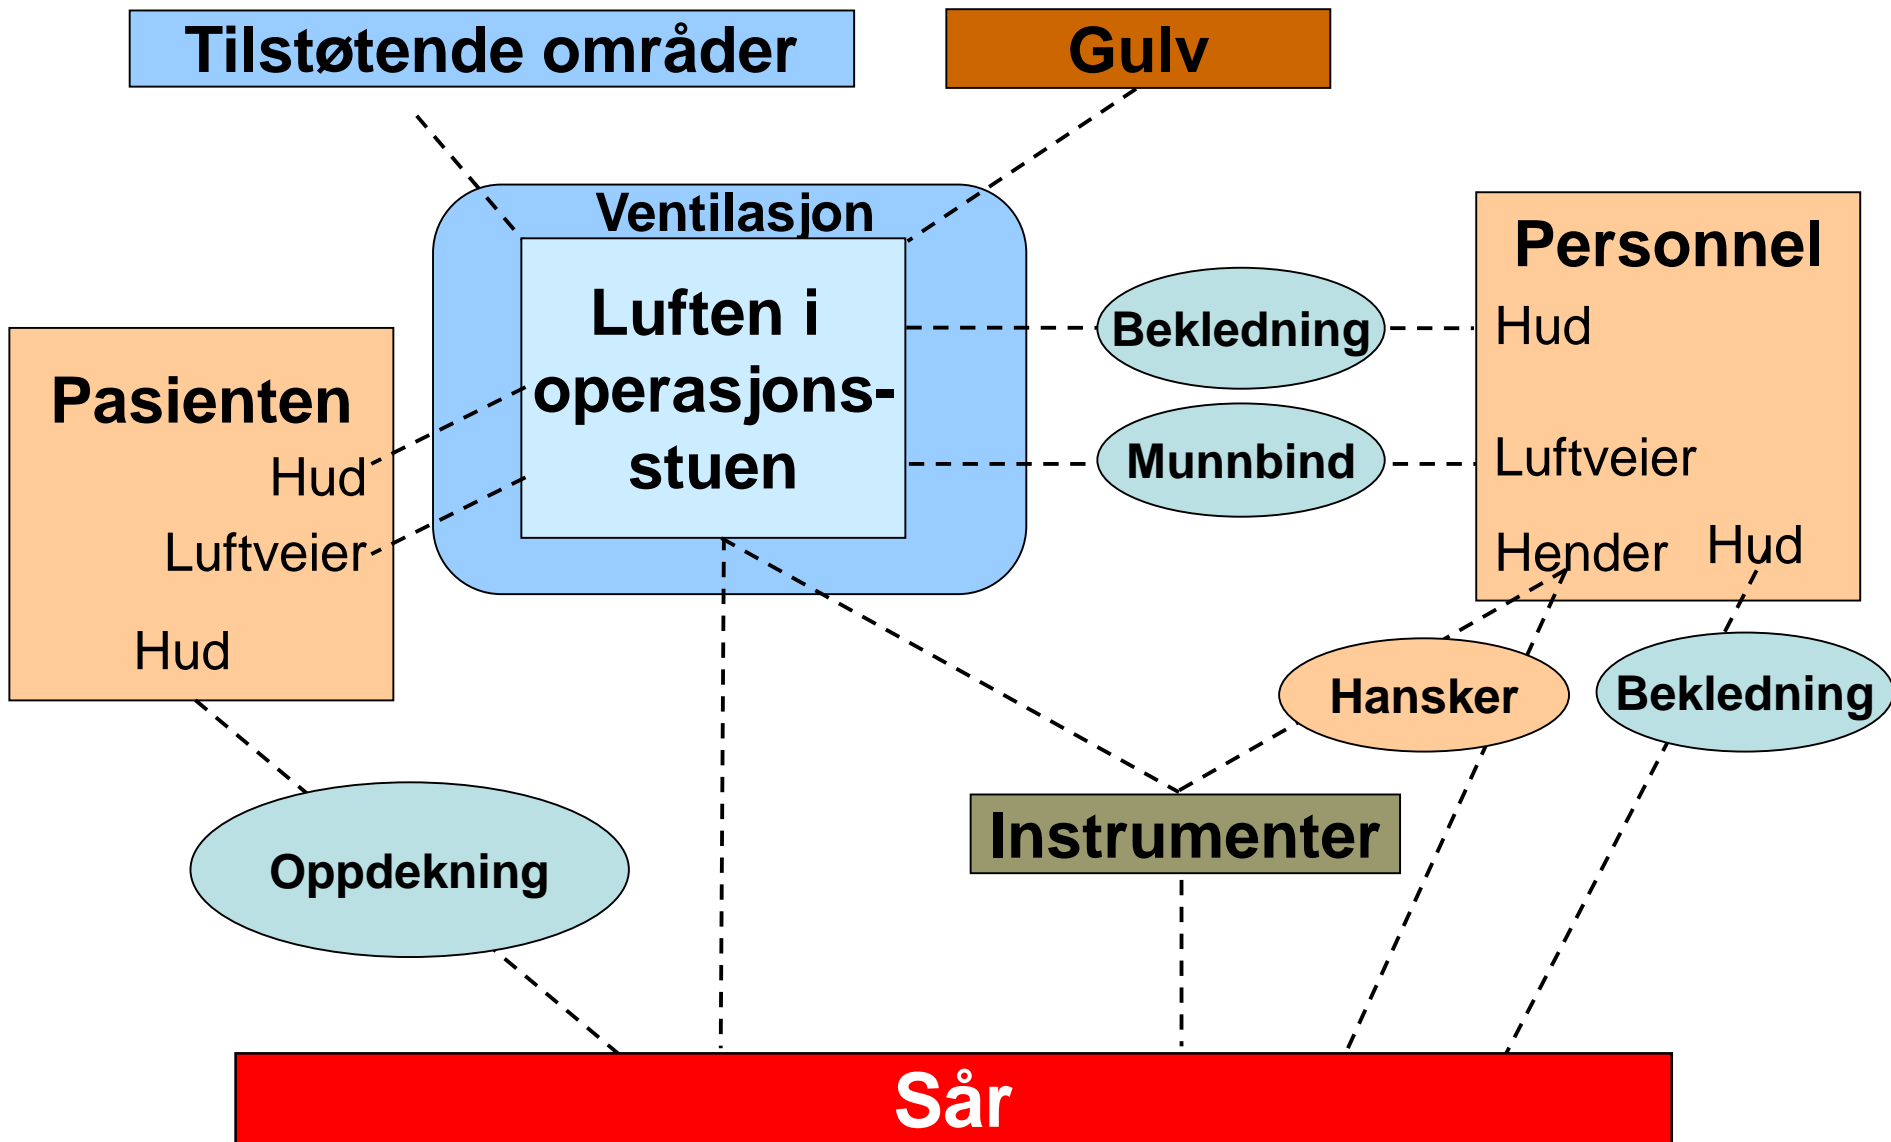 Tilstøtende områder
Gulv
Ventilasjon
Luften i
operasjons-
stuen
Pasienten
Hud
Luftveier
Hud
Bekledning
Munnbind
Personnel
Hud
Luftveier
Hender
Hud
Hansker
Bekledning
Oppdekning
Instrumenter
Sår